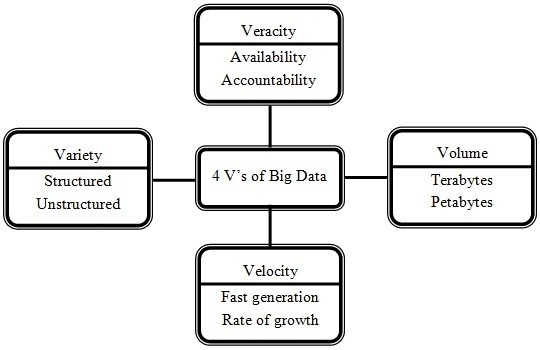 Veracity
Availability
Accountability
Variety
Structured
Unstructured
4 V's of Big Data
Volume
Terabytes
Petabytes
Velocity
Fast generation
Rate of growth